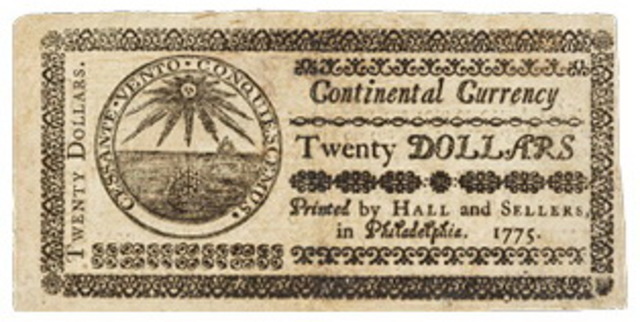 TWENTY DOLLARS.
CESSANTE · VENTO · CONQUIESCEMUS ·
Continental Currency
Twenty DOLLARS
Printed by HALL and SELLERS,
in Philadelphia. 1775.